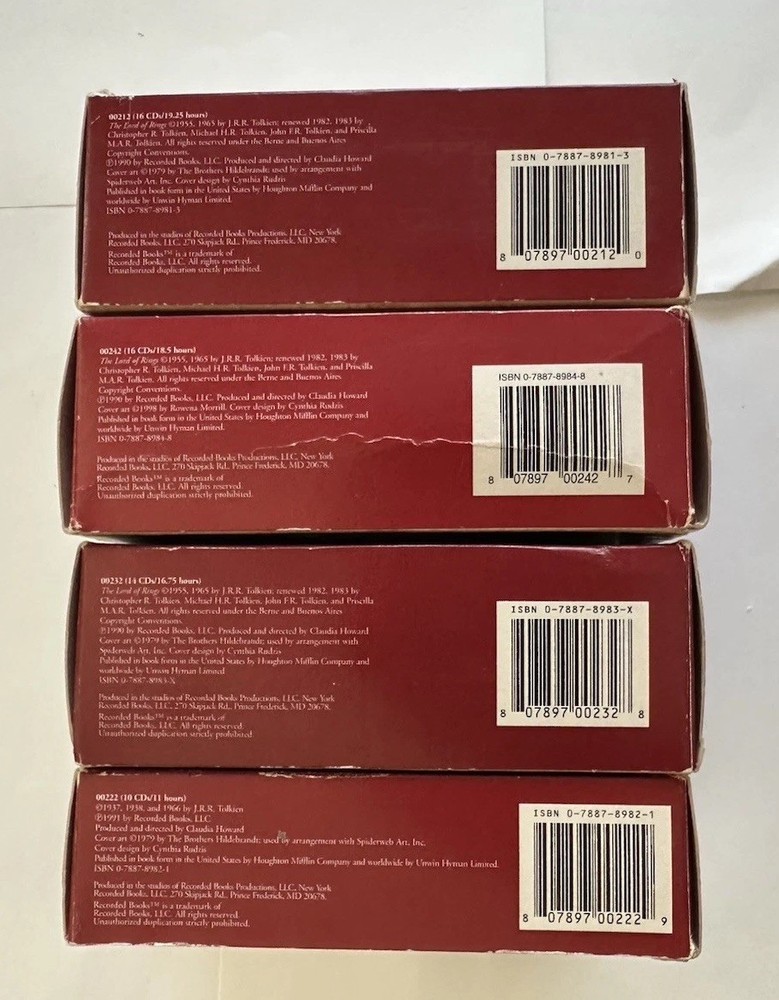 00212 (16 CDs/19.25 hours)
The Lord of Rings ©1955, 1965 by J.R.R. Tolkien; renewed 1982, 1983 by
Christopher R. Tolkien, Michael H.R. Tolkien, John F.R. Tolkien, and Priscilla
M.A.R. Tolkien. All rights reserved under the Berne and Buenos Aires
Copyright Conventions.
℗1990 by Recorded Books, LLC. Produced and directed by Claudia Howard
Cover art ©1979 by The Brothers Hildebrandt; used by arrangement with
Spiderweb Art, Inc. Cover design by Cynthia Rudzis
Published in book form in the United States by Houghton Mifflin Company and
worldwide by Unwin Hyman Limited.
ISBN 0-7887-8981-3
Produced in the studios of Recorded Books Productions, LLC, New York
Recorded Books, LLC, 270 Skipjack Rd., Prince Frederick, MD 20678.
Recorded Books™ is a trademark of
Recorded Books, LLC. All rights reserved.
Unauthorized duplication strictly prohibited.
ISBN 0-7887-8981-3
8 07897 00212 0
00242 (16 CDs/18.5 hours)
The Lord of Rings ©1955, 1965 by J.R.R. Tolkien; renewed 1982, 1983 by
Christopher R. Tolkien, Michael H.R. Tolkien, John F.R. Tolkien, and Priscilla
M.A.R. Tolkien. All rights reserved under the Berne and Buenos Aires
Copyright Conventions.
℗1990 by Recorded Books, LLC. Produced and directed by Claudia Howard
Cover art ©1998 by Rowena Morrill. Cover design by Cynthia Rudzis
Published in book form in the United States by Houghton Mifflin Company and
worldwide by Unwin Hyman Limited.
ISBN 0-7887-8984-8
Produced in the studios of Recorded Books Productions, LLC, New York
Recorded Books, LLC, 270 Skipjack Rd., Prince Frederick, MD 20678.
Recorded Books™ is a trademark of
Recorded Books, LLC. All rights reserved.
Unauthorized duplication strictly prohibited.
ISBN 0-7887-8984-8
8 07897 00242 7
00232 (14 CDs/16.75 hours)
The Lord of Rings ©1955, 1965 by J.R.R. Tolkien; renewed 1982, 1983 by
Christopher R. Tolkien, Michael H.R. Tolkien, John F.R. Tolkien, and Priscilla
M.A.R. Tolkien. All rights reserved under the Berne and Buenos Aires
Copyright Conventions.
℗1990 by Recorded Books, LLC. Produced and directed by Claudia Howard
Cover art ©1979 by The Brothers Hildebrandt; used by arrangement with
Spiderweb Art, Inc. Cover design by Cynthia Rudzis
Published in book form in the United States by Houghton Mifflin Company and
worldwide by Unwin Hyman Limited
ISBN 0-7887-8983-X
Produced in the studios of Recorded Books Productions, LLC, New York
Recorded Books, LLC, 270 Skipjack Rd., Prince Frederick, MD 20678.
Recorded Books™ is a trademark of
Recorded Books, LLC. All rights reserved.
Unauthorized duplication strictly prohibited.
ISBN 0-7887-8983-X
8 07897 00232 8
00222 (10 CDs/11 hours)
©1937, 1938, and 1966 by J.R.R. Tolkien
℗1991 by Recorded Books, LLC
Produced and directed by Claudia Howard
Cover art ©1979 by The Brothers Hildebrandt; used by arrangement with Spiderweb Art, Inc.
Cover design by Cynthia Rudzis
Published in book form in the United States by Houghton Mifflin Company and worldwide by Unwin Hyman Limited.
ISBN 0-7887-8982-1
Produced in the studios of Recorded Books Productions, LLC, New York
Recorded Books, LLC, 270 Skipjack Rd., Prince Frederick, MD 20678.
Recorded Books™ is a trademark of
Recorded Books, LLC. All rights reserved.
Unauthorized duplication strictly prohibited.
ISBN 0-7887-8982-1
8 07897 00222 9